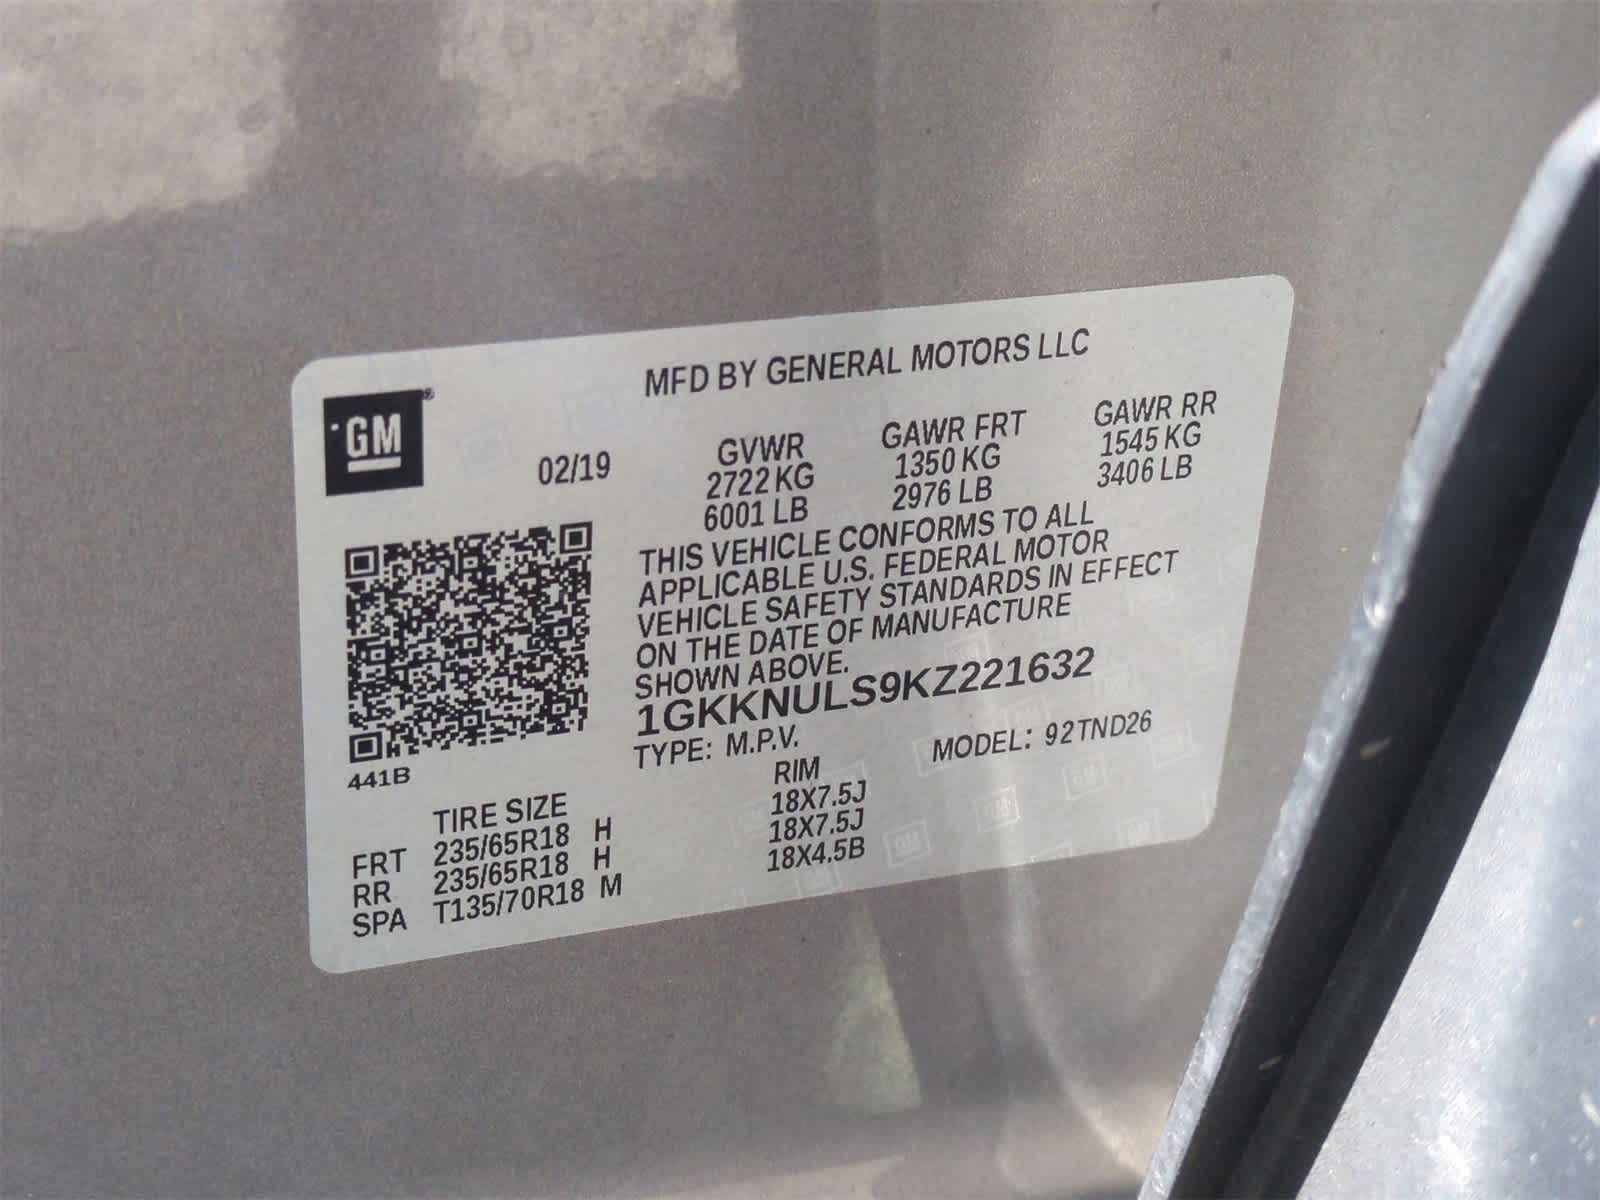 MFD BY GENERAL MOTORS LLC
GM®
02/19
GVWR GAWR FRT GAWR RR
2722 KG 1350 KG 1545 KG
6001 LB 2976 LB 3406 LB
THIS VEHICLE CONFORMS TO ALL
APPLICABLE U.S. FEDERAL MOTOR
VEHICLE SAFETY STANDARDS IN EFFECT
ON THE DATE OF MANUFACTURE
SHOWN ABOVE.
1GKKNULS9KZ221632
TYPE: M.P.V. MODEL: 92TND26
441B
TIRE SIZE RIM
FRT 235/65R18 H 18X7.5J
RR 235/65R18 H 18X7.5J
SPA T135/70R18 M 18X4.5B